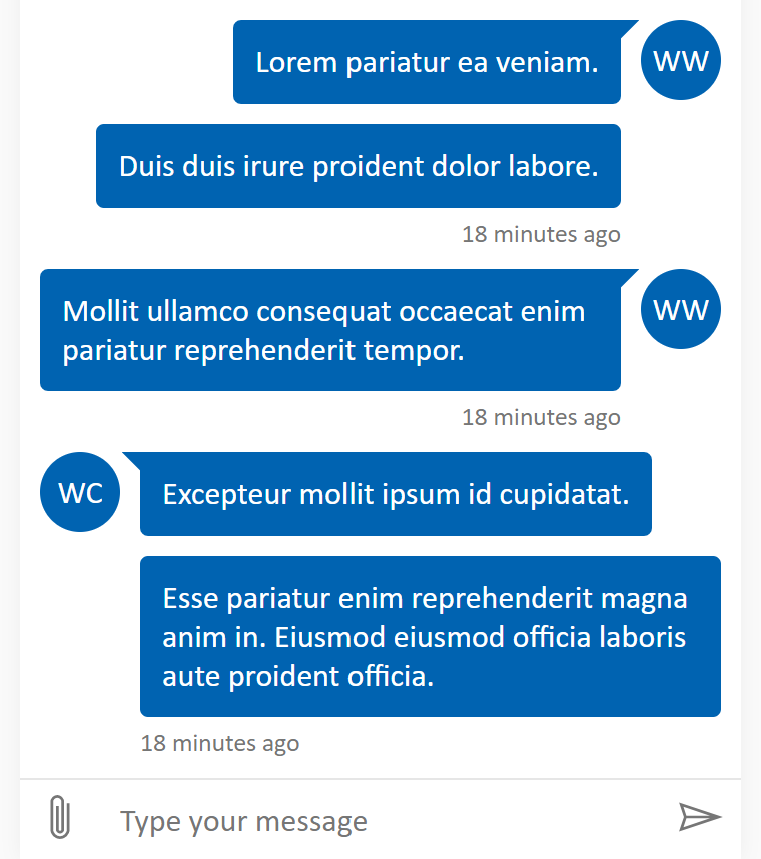 Lorem pariatur ea veniam.
WW
Duis duis irure proident dolor labore.
18 minutes ago
Mollit ullamco consequat occaecat enim
pariatur reprehenderit tempor.
WW
18 minutes ago
WC
Excepteur mollit ipsum id cupidatat.
Esse pariatur enim reprehenderit magna
anim in. Eiusmod eiusmod officia laboris
aute proident officia.
18 minutes ago
Type your message